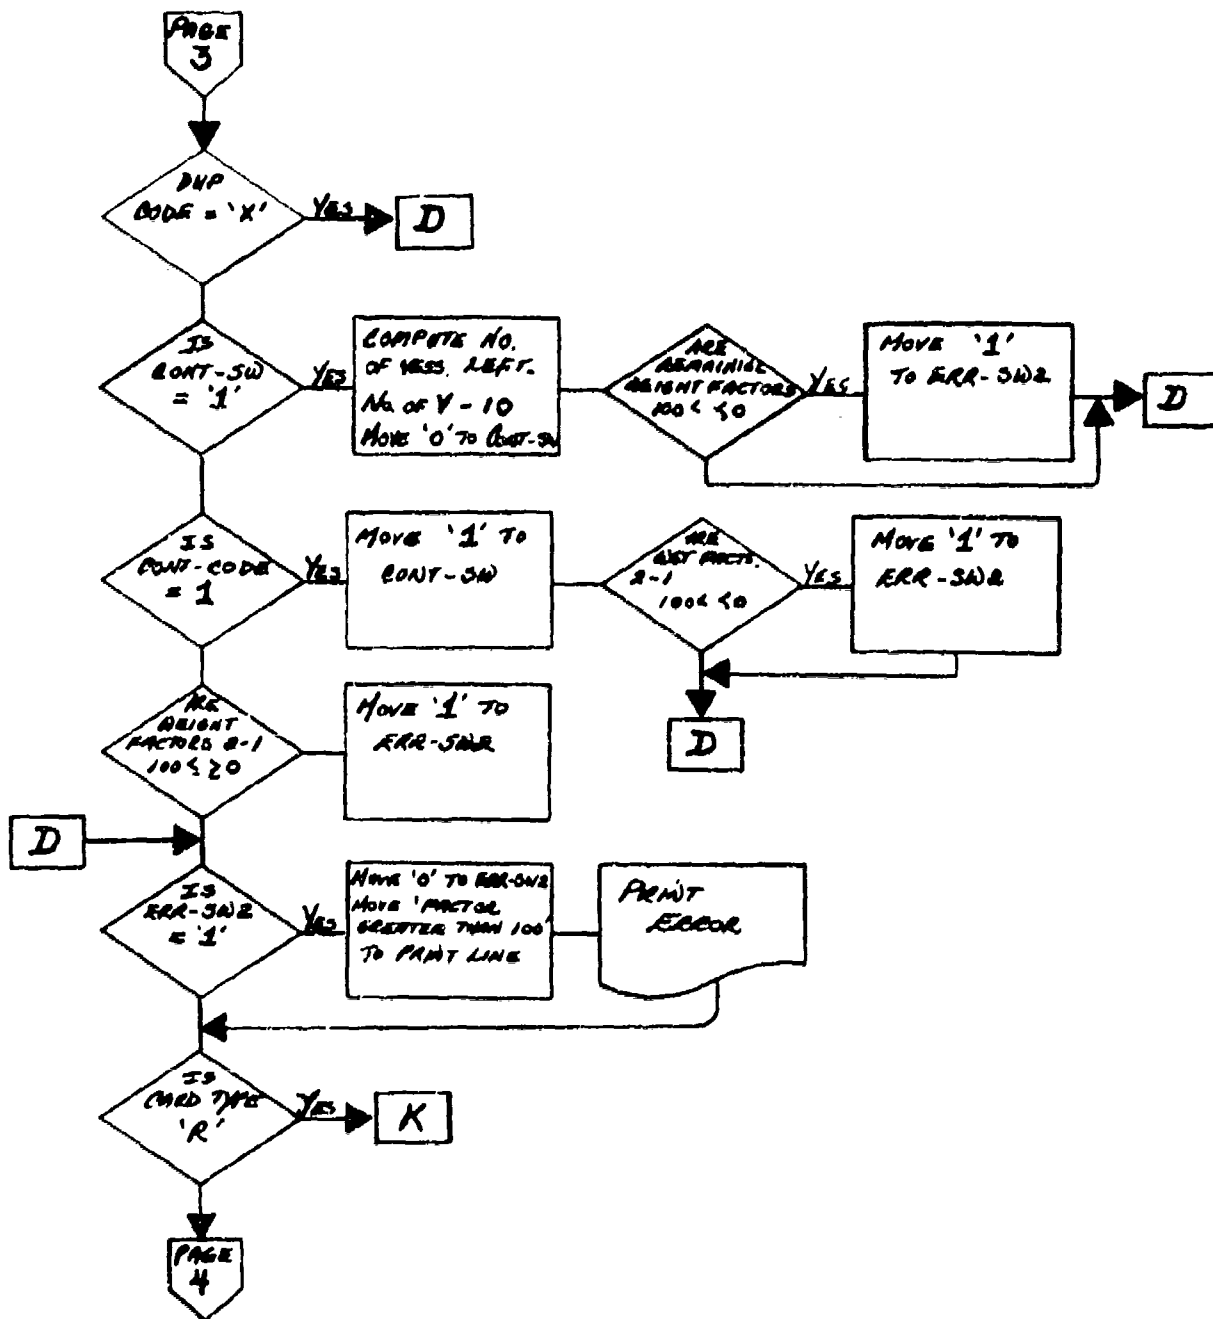 PAGE
3
DUP
CODE = 'X'
YES
D
IS
CONT-SW
= '1'
YES
COMPUTE NO.
OF VESS. LEFT.
NO. OF V - 10
MOVE '0' TO CONT-SW
ARE
REMAINING
WEIGHT FACTORS
100< <0
YES
MOVE '1'
TO ERR-SW2
D
IS
CONT-CODE
= 1
YES
MOVE '1' TO
CONT-SW
ARE
WGT FACTS.
2-1
100< <0
YES
MOVE '1' TO
ERR-SW2
D
ARE
WEIGHT
FACTORS 2-1
100≤ ≥0
MOVE '1' TO
ERR-SW2
D
IS
ERR-SW2
= '1'
YES
MOVE '0' TO ERR-SW2
MOVE 'FACTOR
GREATER THAN 100'
TO PRINT LINE
PRINT
ERROR
IS
CARD TYPE
'R'
YES
K
PAGE
4